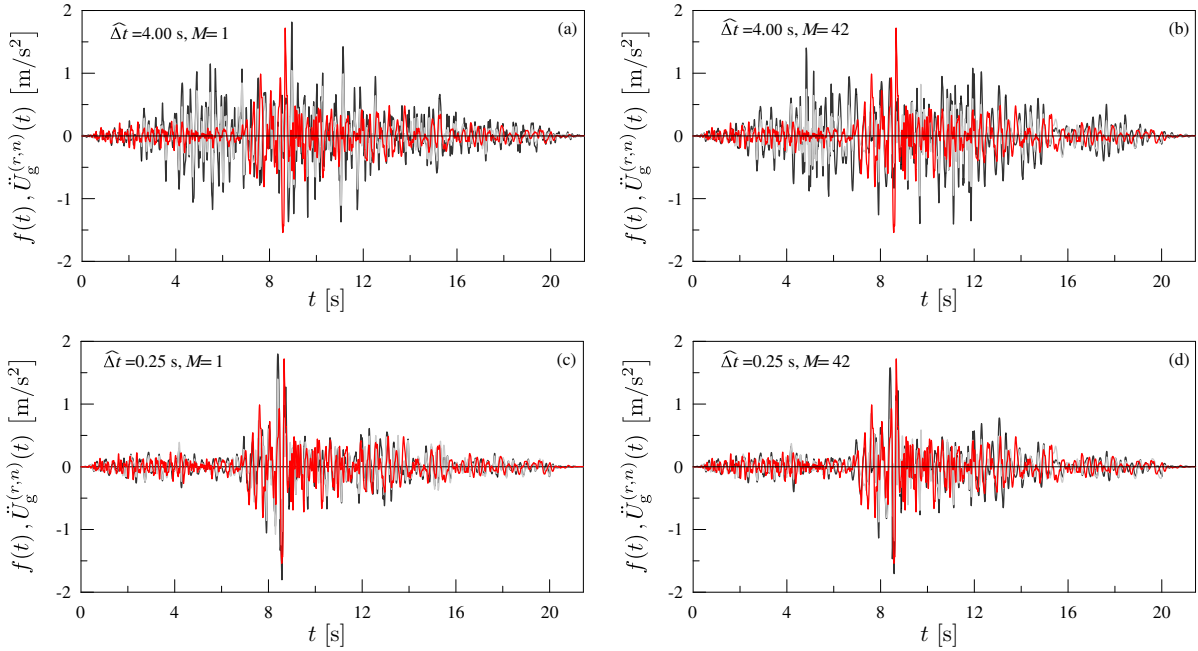 2
1
0
-1
-2
f(t) , Ü_g^(r,n)(t) [m/s²]
Δ̂t =4.00 s, M= 1
(a)
0 4 8 12 16 20
t [s]
2
1
0
-1
-2
f(t) , Ü_g^(r,n)(t) [m/s²]
Δ̂t =4.00 s, M= 42
(b)
0 4 8 12 16 20
t [s]
2
1
0
-1
-2
f(t) , Ü_g^(r,n)(t) [m/s²]
Δ̂t =0.25 s, M= 1
(c)
0 4 8 12 16 20
t [s]
2
1
0
-1
-2
f(t) , Ü_g^(r,n)(t) [m/s²]
Δ̂t =0.25 s, M= 42
(d)
0 4 8 12 16 20
t [s]